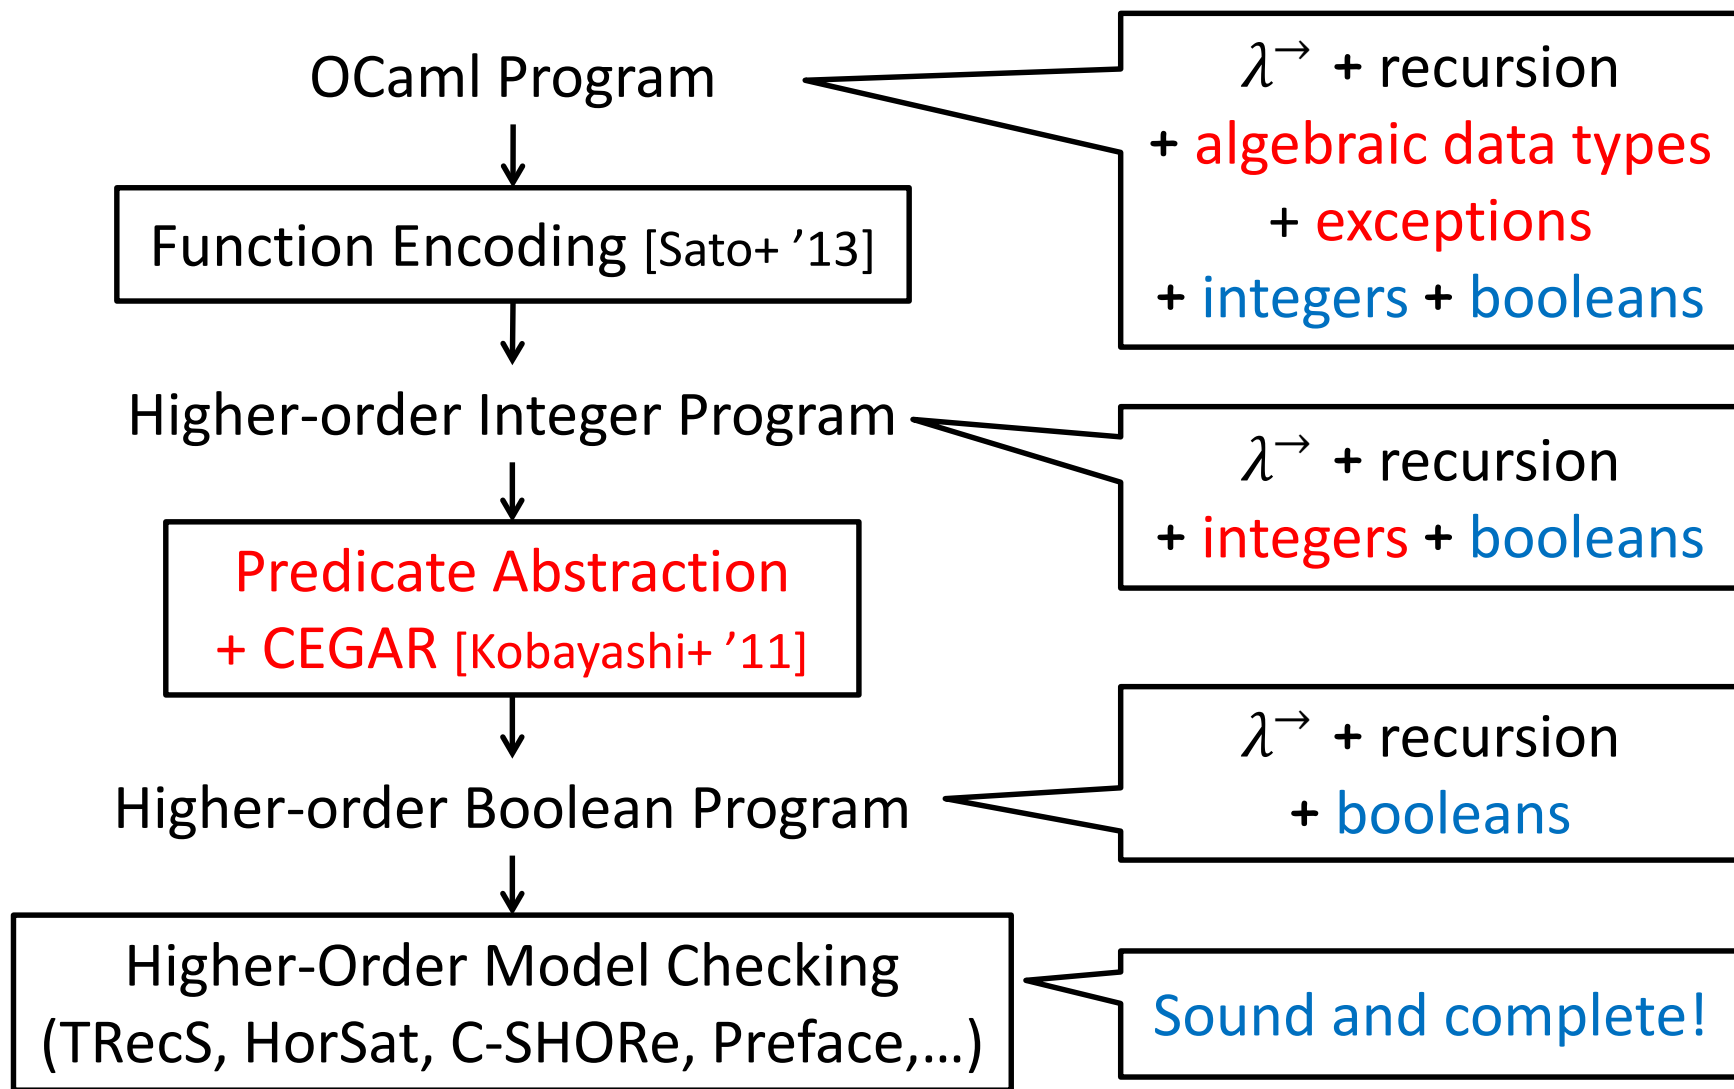 OCaml Program
λ→ + recursion
+ algebraic data types
+ exceptions
+ integers + booleans
Function Encoding [Sato+ ’13]
Higher-order Integer Program
λ→ + recursion
+ integers + booleans
Predicate Abstraction
+ CEGAR [Kobayashi+ ’11]
Higher-order Boolean Program
λ→ + recursion
+ booleans
Higher-Order Model Checking
(TRecS, HorSat, C-SHORe, Preface,…)
Sound and complete!